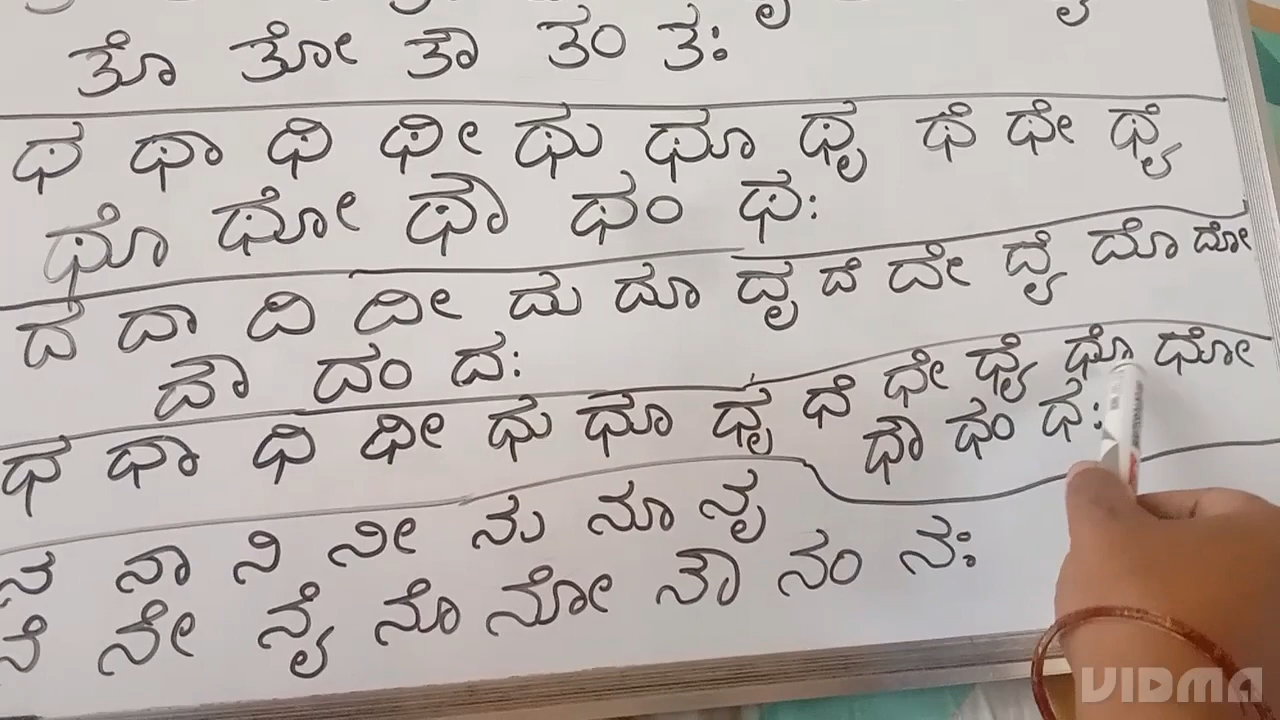 ತೊ ತೋ ತೌ ತಂ ತಃ
ಥ ಥಾ ಥಿ ಥೀ ಥು ಥೂ ಥೃ ಥೆ ಥೇ ಥೈ
ಥೊ ಥೋ ಥೌ ಥಂ ಥಃ
ದ ದಾ ದಿ ದೀ ದು ದೂ ದೃ ದೆ ದೇ ದೈ ದೊ ದೋ
ದೌ ದಂ ದಃ
ಧ ಧಾ ಧಿ ಧೀ ಧು ಧೂ ಧೃ ಧೆ ಧೇ ಧೈ ಧೊ ಧೋ
ಧೌ ಧಂ ಧಃ
ನ ನಾ ನಿ ನೀ ನು ನೂ ನೃ
ನೆ ನೇ ನೈ ನೊ ನೋ ನೌ ನಂ ನಃ
VIDMA